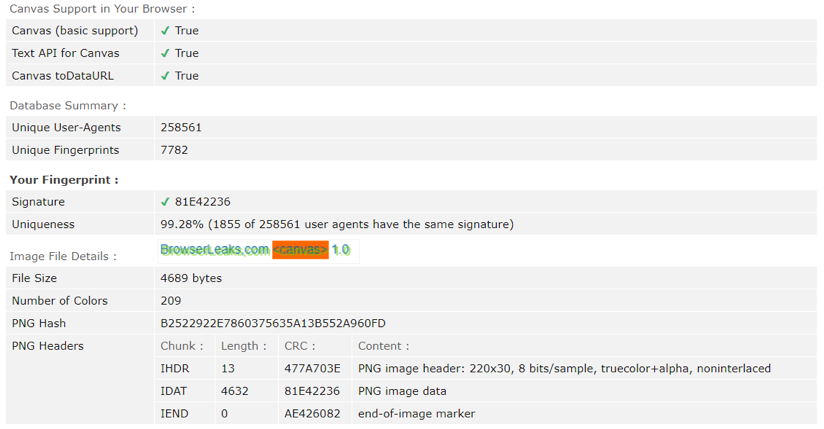 Canvas Support in Your Browser :
Canvas (basic support) ✔ True
Text API for Canvas ✔ True
Canvas toDataURL ✔ True
Database Summary :
Unique User-Agents 258561
Unique Fingerprints 7782
Your Fingerprint :
Signature ✔ 81E42236
Uniqueness 99.28% (1855 of 258561 user agents have the same signature)
Image File Details : BrowserLeaks,com <canvas> 1.0
File Size 4689 bytes
Number of Colors 209
PNG Hash B2522922E7860375635A13B552A960FD
PNG Headers Chunk : Length : CRC : Content :
IHDR 13 477A703E PNG image header: 220x30, 8 bits/sample, truecolor+alpha, noninterlaced
IDAT 4632 81E42236 PNG image data
IEND 0 AE426082 end-of-image marker